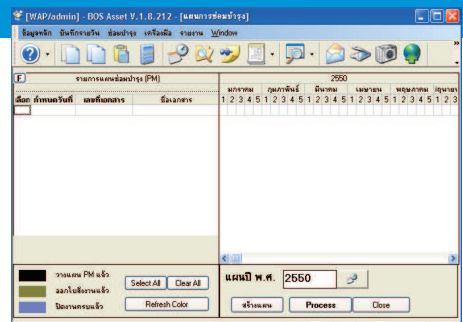 [WAP/admin] - BOS Asset V.1.8.212 - [แผนการซ่อมบำรุง]
ข้อมูลหลัก บันทึกรายวัน ซ่อมบำรุง เครื่องมือ รายงาน Window
F รายการแผนซ่อมบำรุง (PM) 2550
มกราคม กุมภาพันธ์ มีนาคม เมษายน พฤษภาคม มิถุนายน
เลือก กำหนดวันที่ เลขที่เอกสาร ชื่อเอกสาร 1 2 3 4 5 1 2 3 4 5 1 2 3 4 5 1 2 3 4 5 1 2 3 4 5 1 2 3
วางแผน PM แล้ว
ออกใบสั่งงานแล้ว
ปิดงานครบแล้ว
Select All Clear All
Refresh Color
แผนปี พ.ศ. 2550
สร้างแผน Process Close